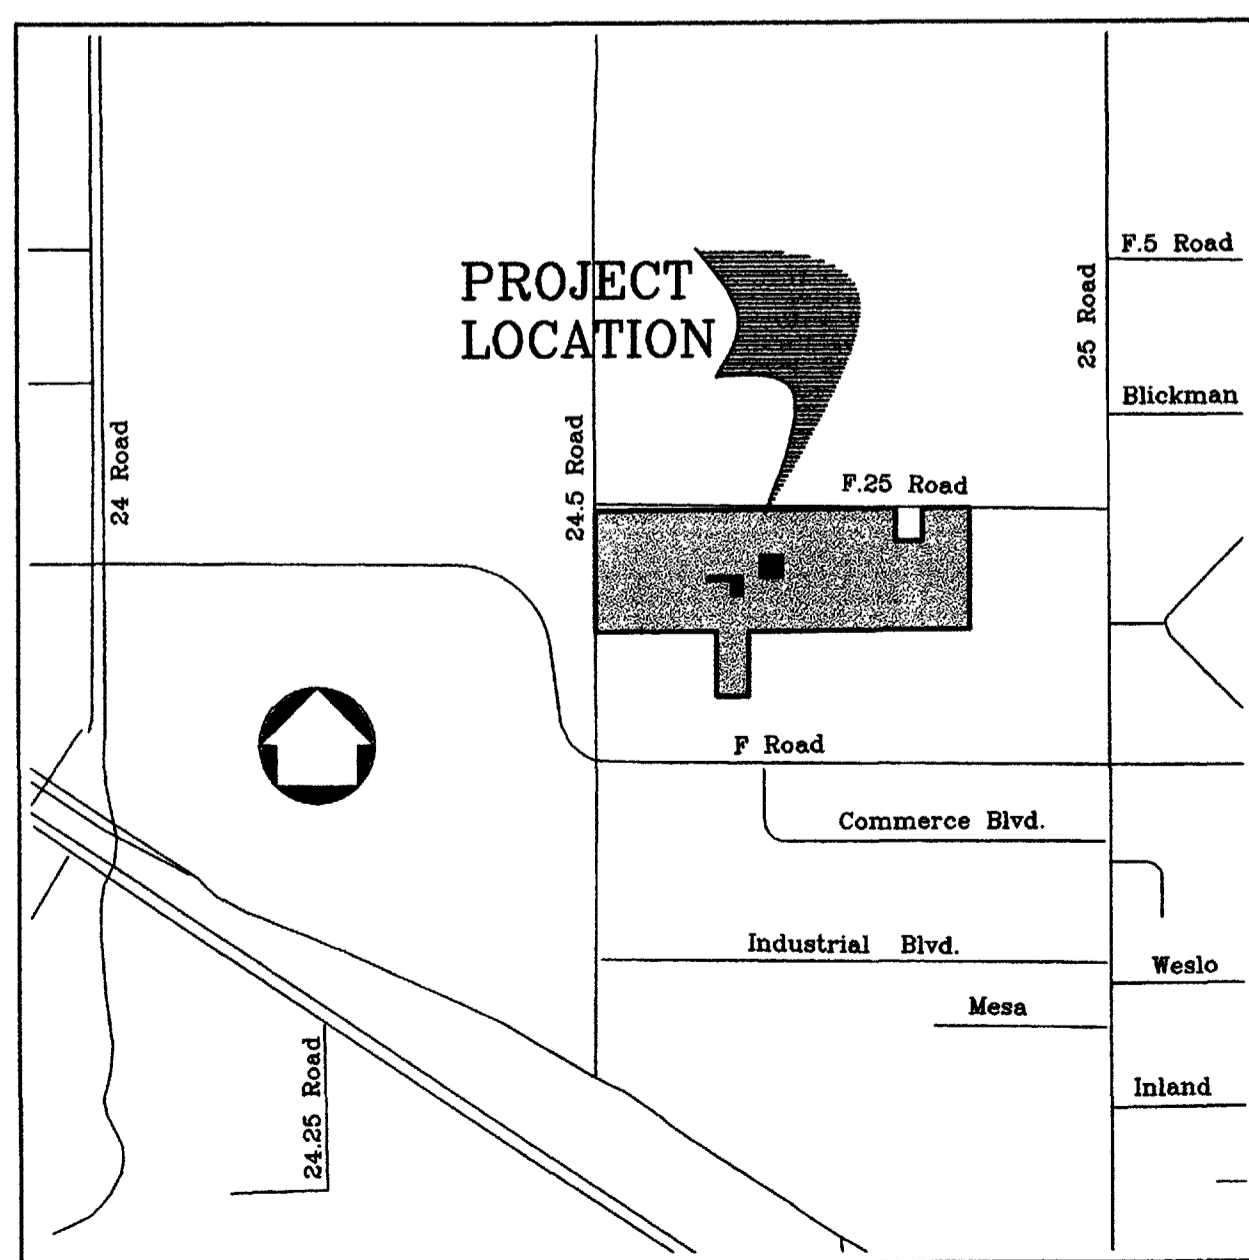 F.5 Road
PROJECT
LOCATION
25 Road
Blickman
24 Road
24.5 Road
F.25 Road
F Road
Commerce Blvd.
Industrial Blvd.
Weslo
Mesa
24.25 Road
Inland